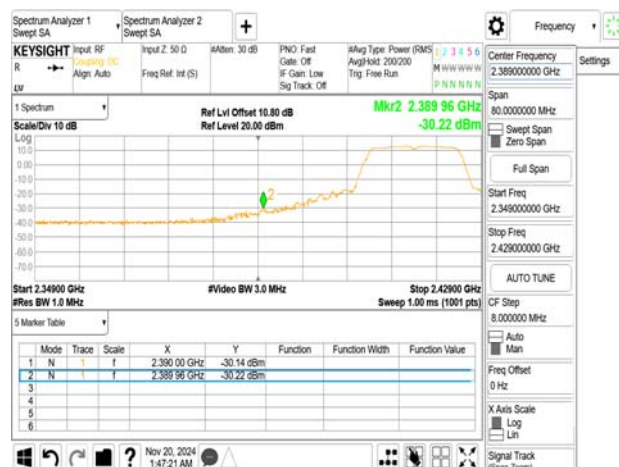 Spectrum Analyzer 1
Swept SA
Spectrum Analyzer 2
Swept SA
+
Frequency
KEYSIGHT
R
Input: RF
Coupling: DC
Align: Auto
Input Z: 50 Ω
Freq Ref: Int (S)
#Atten: 30 dB
PNO: Fast
Gate: Off
IF Gain: Low
Sig Track: Off
#Avg Type: Power (RMS)
Avg|Hold: 200/200
Trig: Free Run
1 2 3 4 5 6
M W W W W W
P N N N N N
Center Frequency
2.389000000 GHz
Settings
Span
80.0000000 MHz
Swept Span
Zero Span
Full Span
Start Freq
2.349000000 GHz
Stop Freq
2.429000000 GHz
AUTO TUNE
CF Step
8.000000 MHz
Auto
Man
Freq Offset
0 Hz
X Axis Scale
Log
Lin
Signal Track
1 Spectrum
Scale/Div 10 dB
Ref Lvl Offset 10.80 dB
Ref Level 20.00 dBm
Mkr2 2.389 96 GHz
-30.22 dBm
Log
10.0
0.00
-10.0
-20.0
-30.0
-40.0
-50.0
-60.0
-70.0
2
Start 2.34900 GHz
#Res BW 1.0 MHz
#Video BW 3.0 MHz
Stop 2.42900 GHz
Sweep 1.00 ms (1001 pts)
5 Marker Table
Mode Trace Scale X Y Function Function Width Function Value
1 N 1 f 2.390 00 GHz -30.14 dBm
2 N 1 f 2.389 96 GHz -30.22 dBm
3
4
5
6
?
Nov 20, 2024
1:47:21 AM